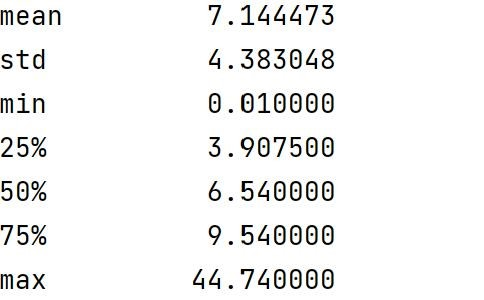 mean 7.144473
std 4.383048
min 0.010000
25% 3.907500
50% 6.540000
75% 9.540000
max 44.740000